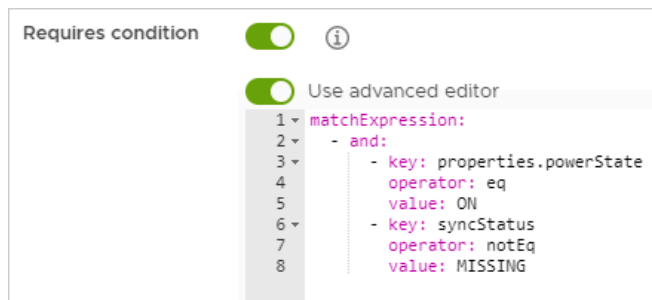 Requires condition
Use advanced editor
1 matchExpression:
2   - and:
3       - key: properties.powerState
4         operator: eq
5         value: ON
6       - key: syncStatus
7         operator: notEq
8         value: MISSING